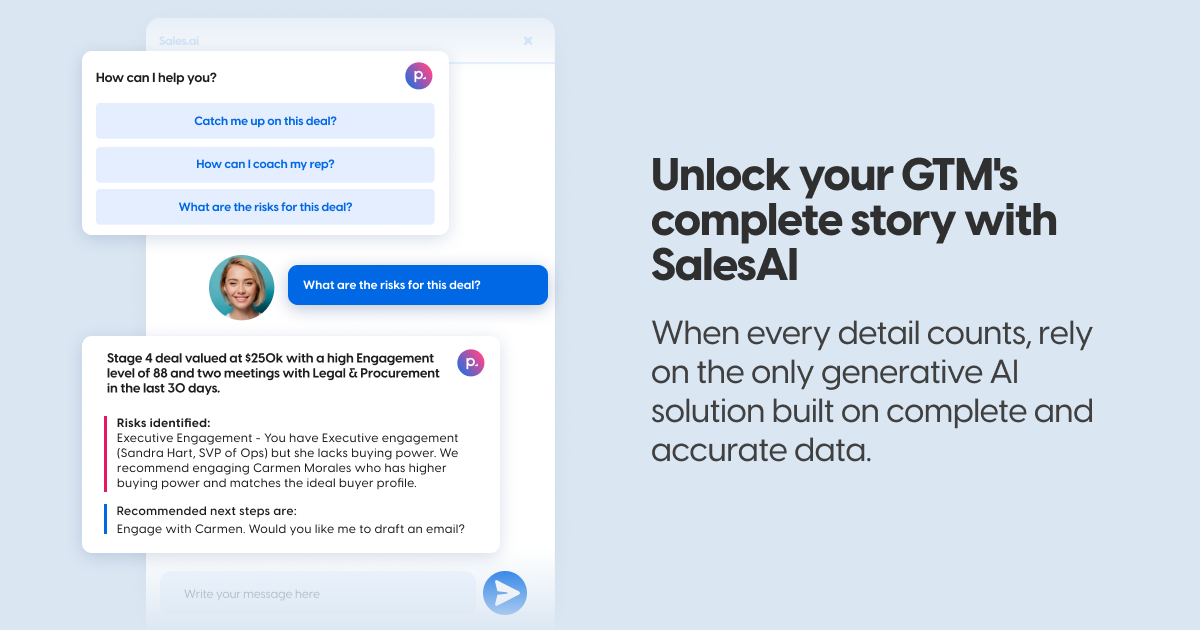 Sales.ai
How can I help you?
p.
Catch me up on this deal?
How can I coach my rep?
What are the risks for this deal?
What are the risks for this deal?
Stage 4 deal valued at $250k with a high Engagement
level of 88 and two meetings with Legal & Procurement
in the last 30 days.
p.
Risks identified:
Executive Engagement - You have Executive engagement
(Sandra Hart, SVP of Ops) but she lacks buying power. We
recommend engaging Carmen Morales who has higher
buying power and matches the ideal buyer profile.
Recommended next steps are:
Engage with Carmen. Would you like me to draft an email?
Write your message here
Unlock your GTM's
complete story with
SalesAI
When every detail counts, rely
on the only generative AI
solution built on complete and
accurate data.